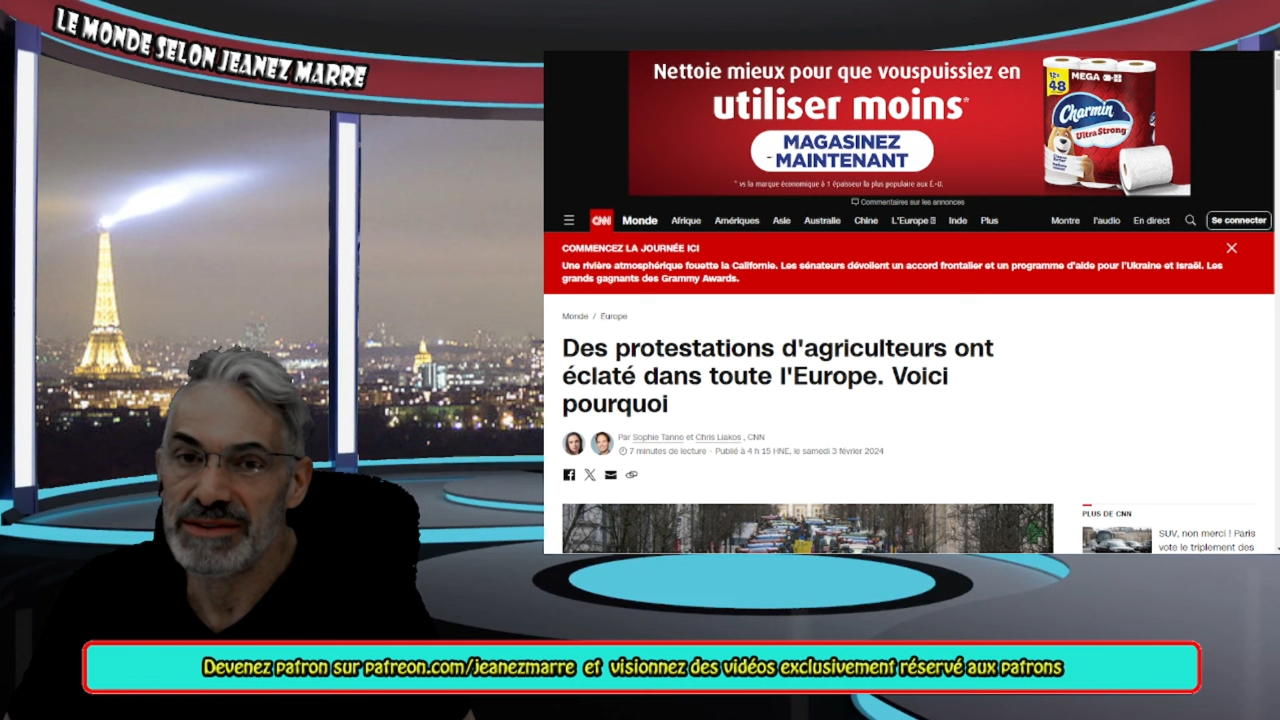 LE MONDE SELON JEANEZ MARRE
Nettoie mieux pour que vouspuissiez en
utiliser moins*
MAGASINEZ
- MAINTENANT
* vs la marque économique à 1 épaisseur la plus populaire aux É.-U.
12=
48
MEGA
Charmin
Ultra Strong
Commentaires sur les annonces
CNN Monde Afrique Amériques Asie Australie Chine L'Europe Inde Plus Montre l'audio En direct Se connecter
COMMENCEZ LA JOURNÉE ICI
Une rivière atmosphérique fouette la Californie. Les sénateurs dévoilent un accord frontalier et un programme d'aide pour l'Ukraine et Israël. Les
grands gagnants des Grammy Awards.
Monde / Europe
Des protestations d'agriculteurs ont
éclaté dans toute l'Europe. Voici
pourquoi
Par Sophie Tanno et Chris Liakos , CNN
7 minutes de lecture · Publié à 4 h 15 HNE, le samedi 3 février 2024
PLUS DE CNN
SUV, non merci ! Paris
vote le triplement des
Devenez patron sur patreon.com/jeanezmarre et visionnez des vidéos exclusivement réservé aux patrons